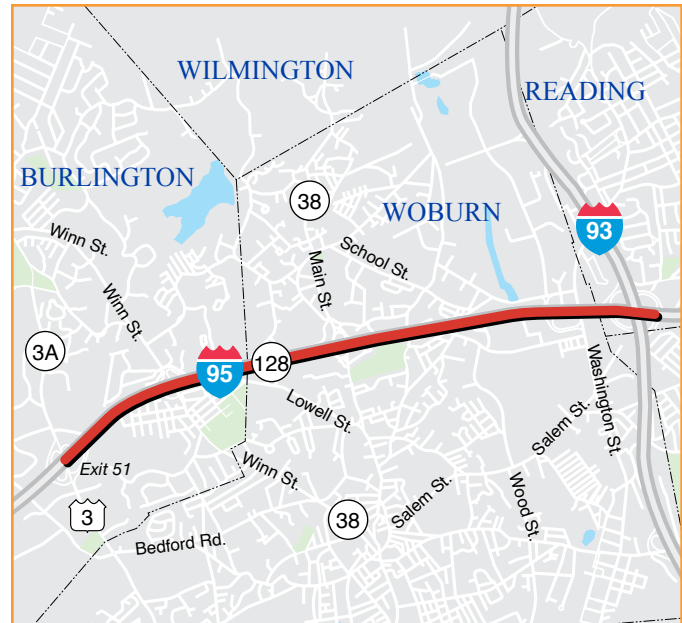 WILMINGTON
READING
BURLINGTON
38
WOBURN
93
Winn St.
School St.
Main St.
Winn St.
3A
128
95
Washington St.
Lowell St.
Salem St.
Exit 51
Winn St.
3
38
Salem St.
Wood St.
Bedford Rd.